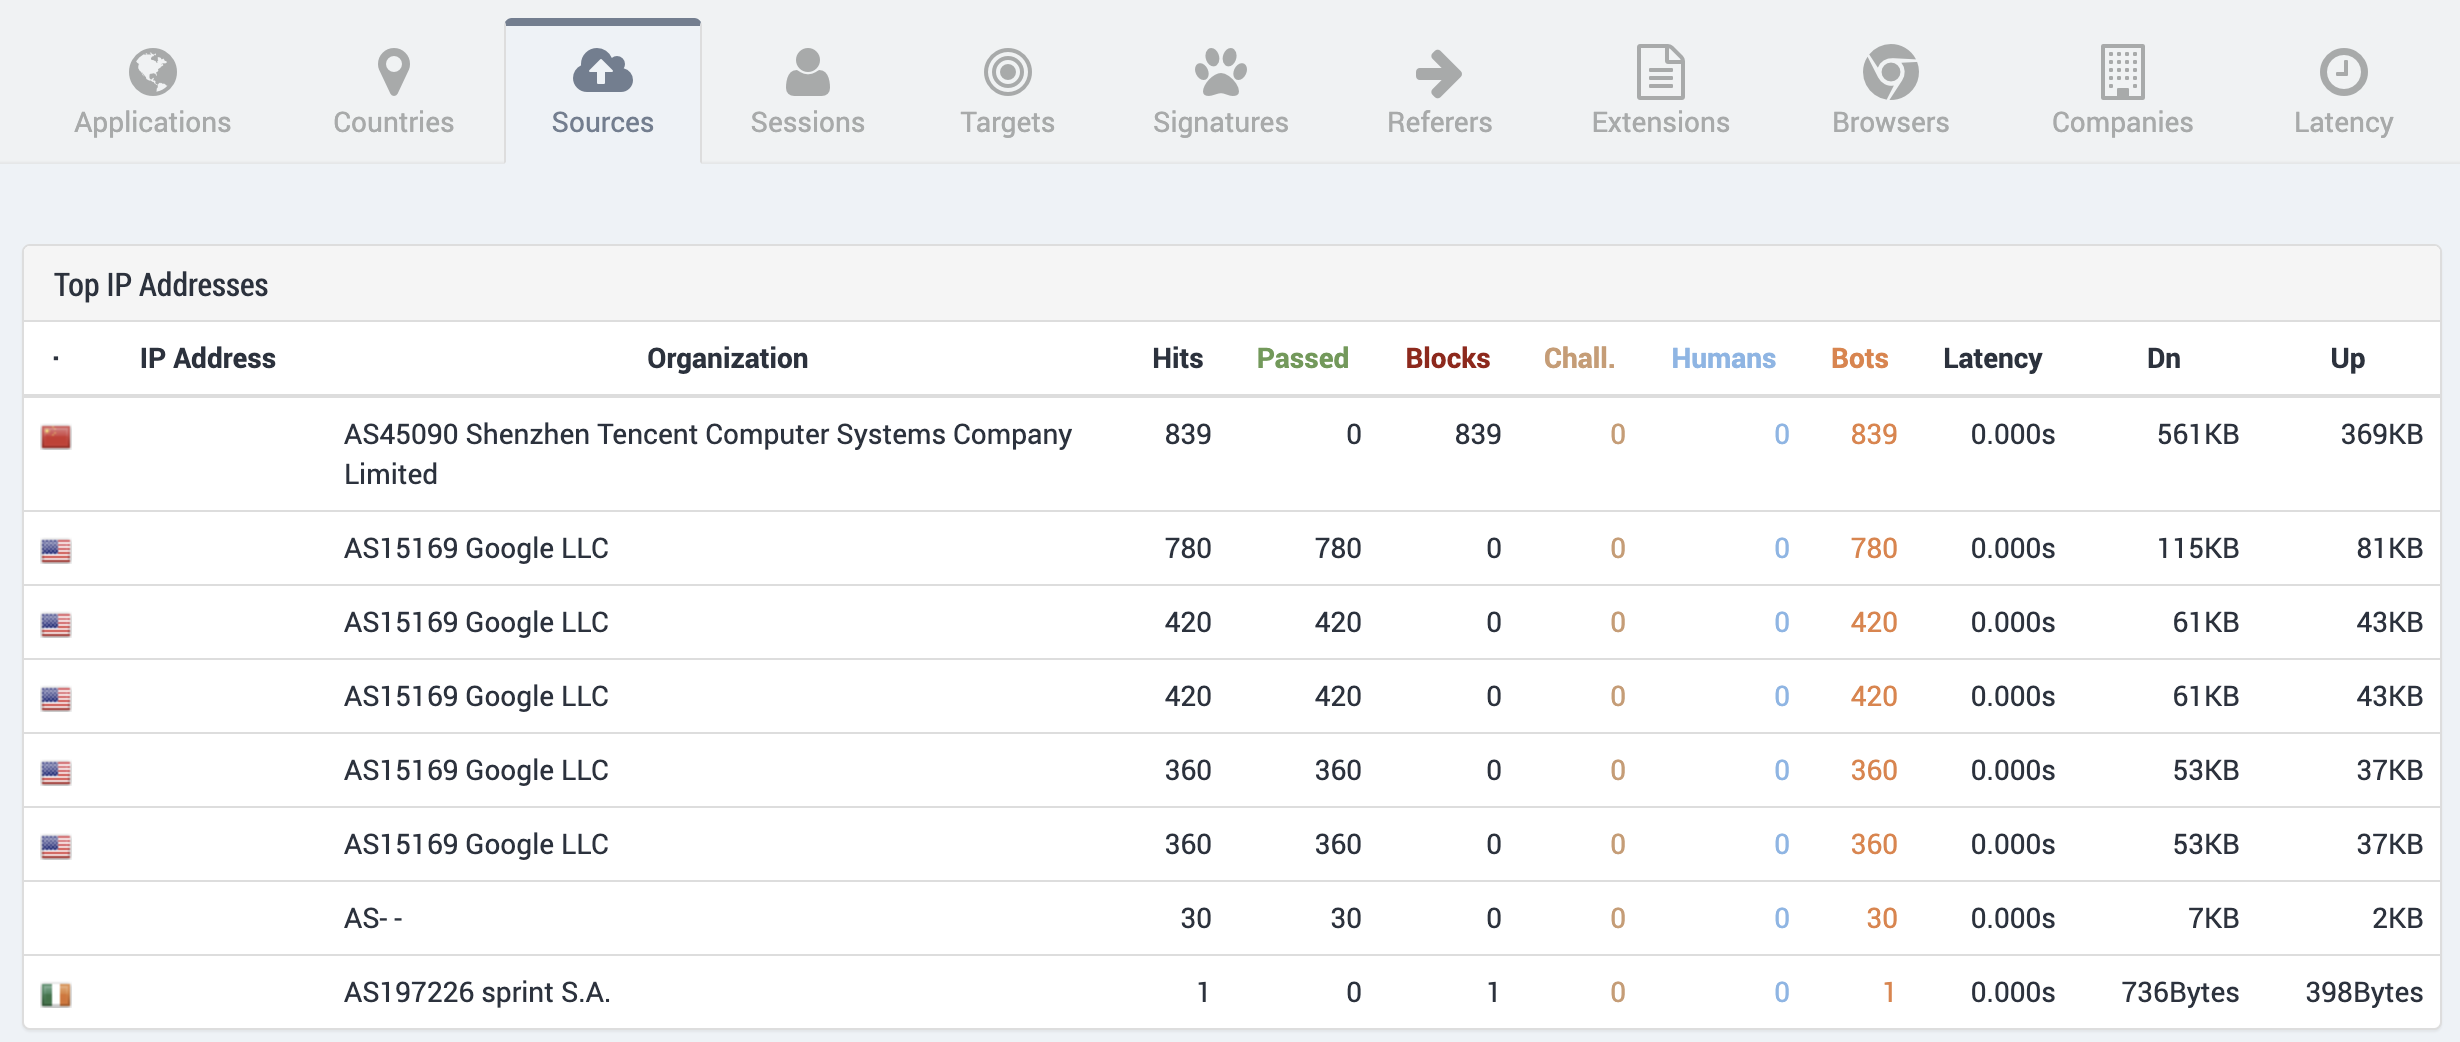 Applications Countries Sources Sessions Targets Signatures Referers Extensions Browsers Companies Latency
Top IP Addresses
. IP Address Organization Hits Passed Blocks Chall. Humans Bots Latency Dn Up
AS45090 Shenzhen Tencent Computer Systems Company 839 0 839 0 0 839 0.000s 561KB 369KB
Limited
AS15169 Google LLC 780 780 0 0 0 780 0.000s 115KB 81KB
AS15169 Google LLC 420 420 0 0 0 420 0.000s 61KB 43KB
AS15169 Google LLC 420 420 0 0 0 420 0.000s 61KB 43KB
AS15169 Google LLC 360 360 0 0 0 360 0.000s 53KB 37KB
AS15169 Google LLC 360 360 0 0 0 360 0.000s 53KB 37KB
AS- - 30 30 0 0 0 30 0.000s 7KB 2KB
AS197226 sprint S.A. 1 0 1 0 0 1 0.000s 736Bytes 398Bytes